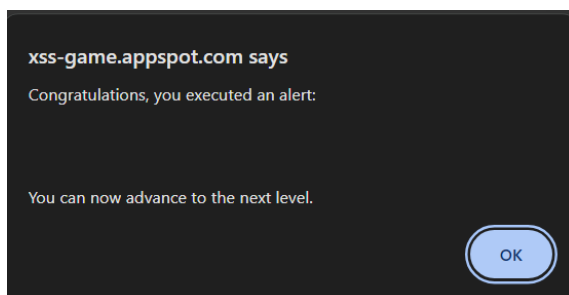 xss-game.appspot.com says
Congratulations, you executed an alert:
You can now advance to the next level.
OK